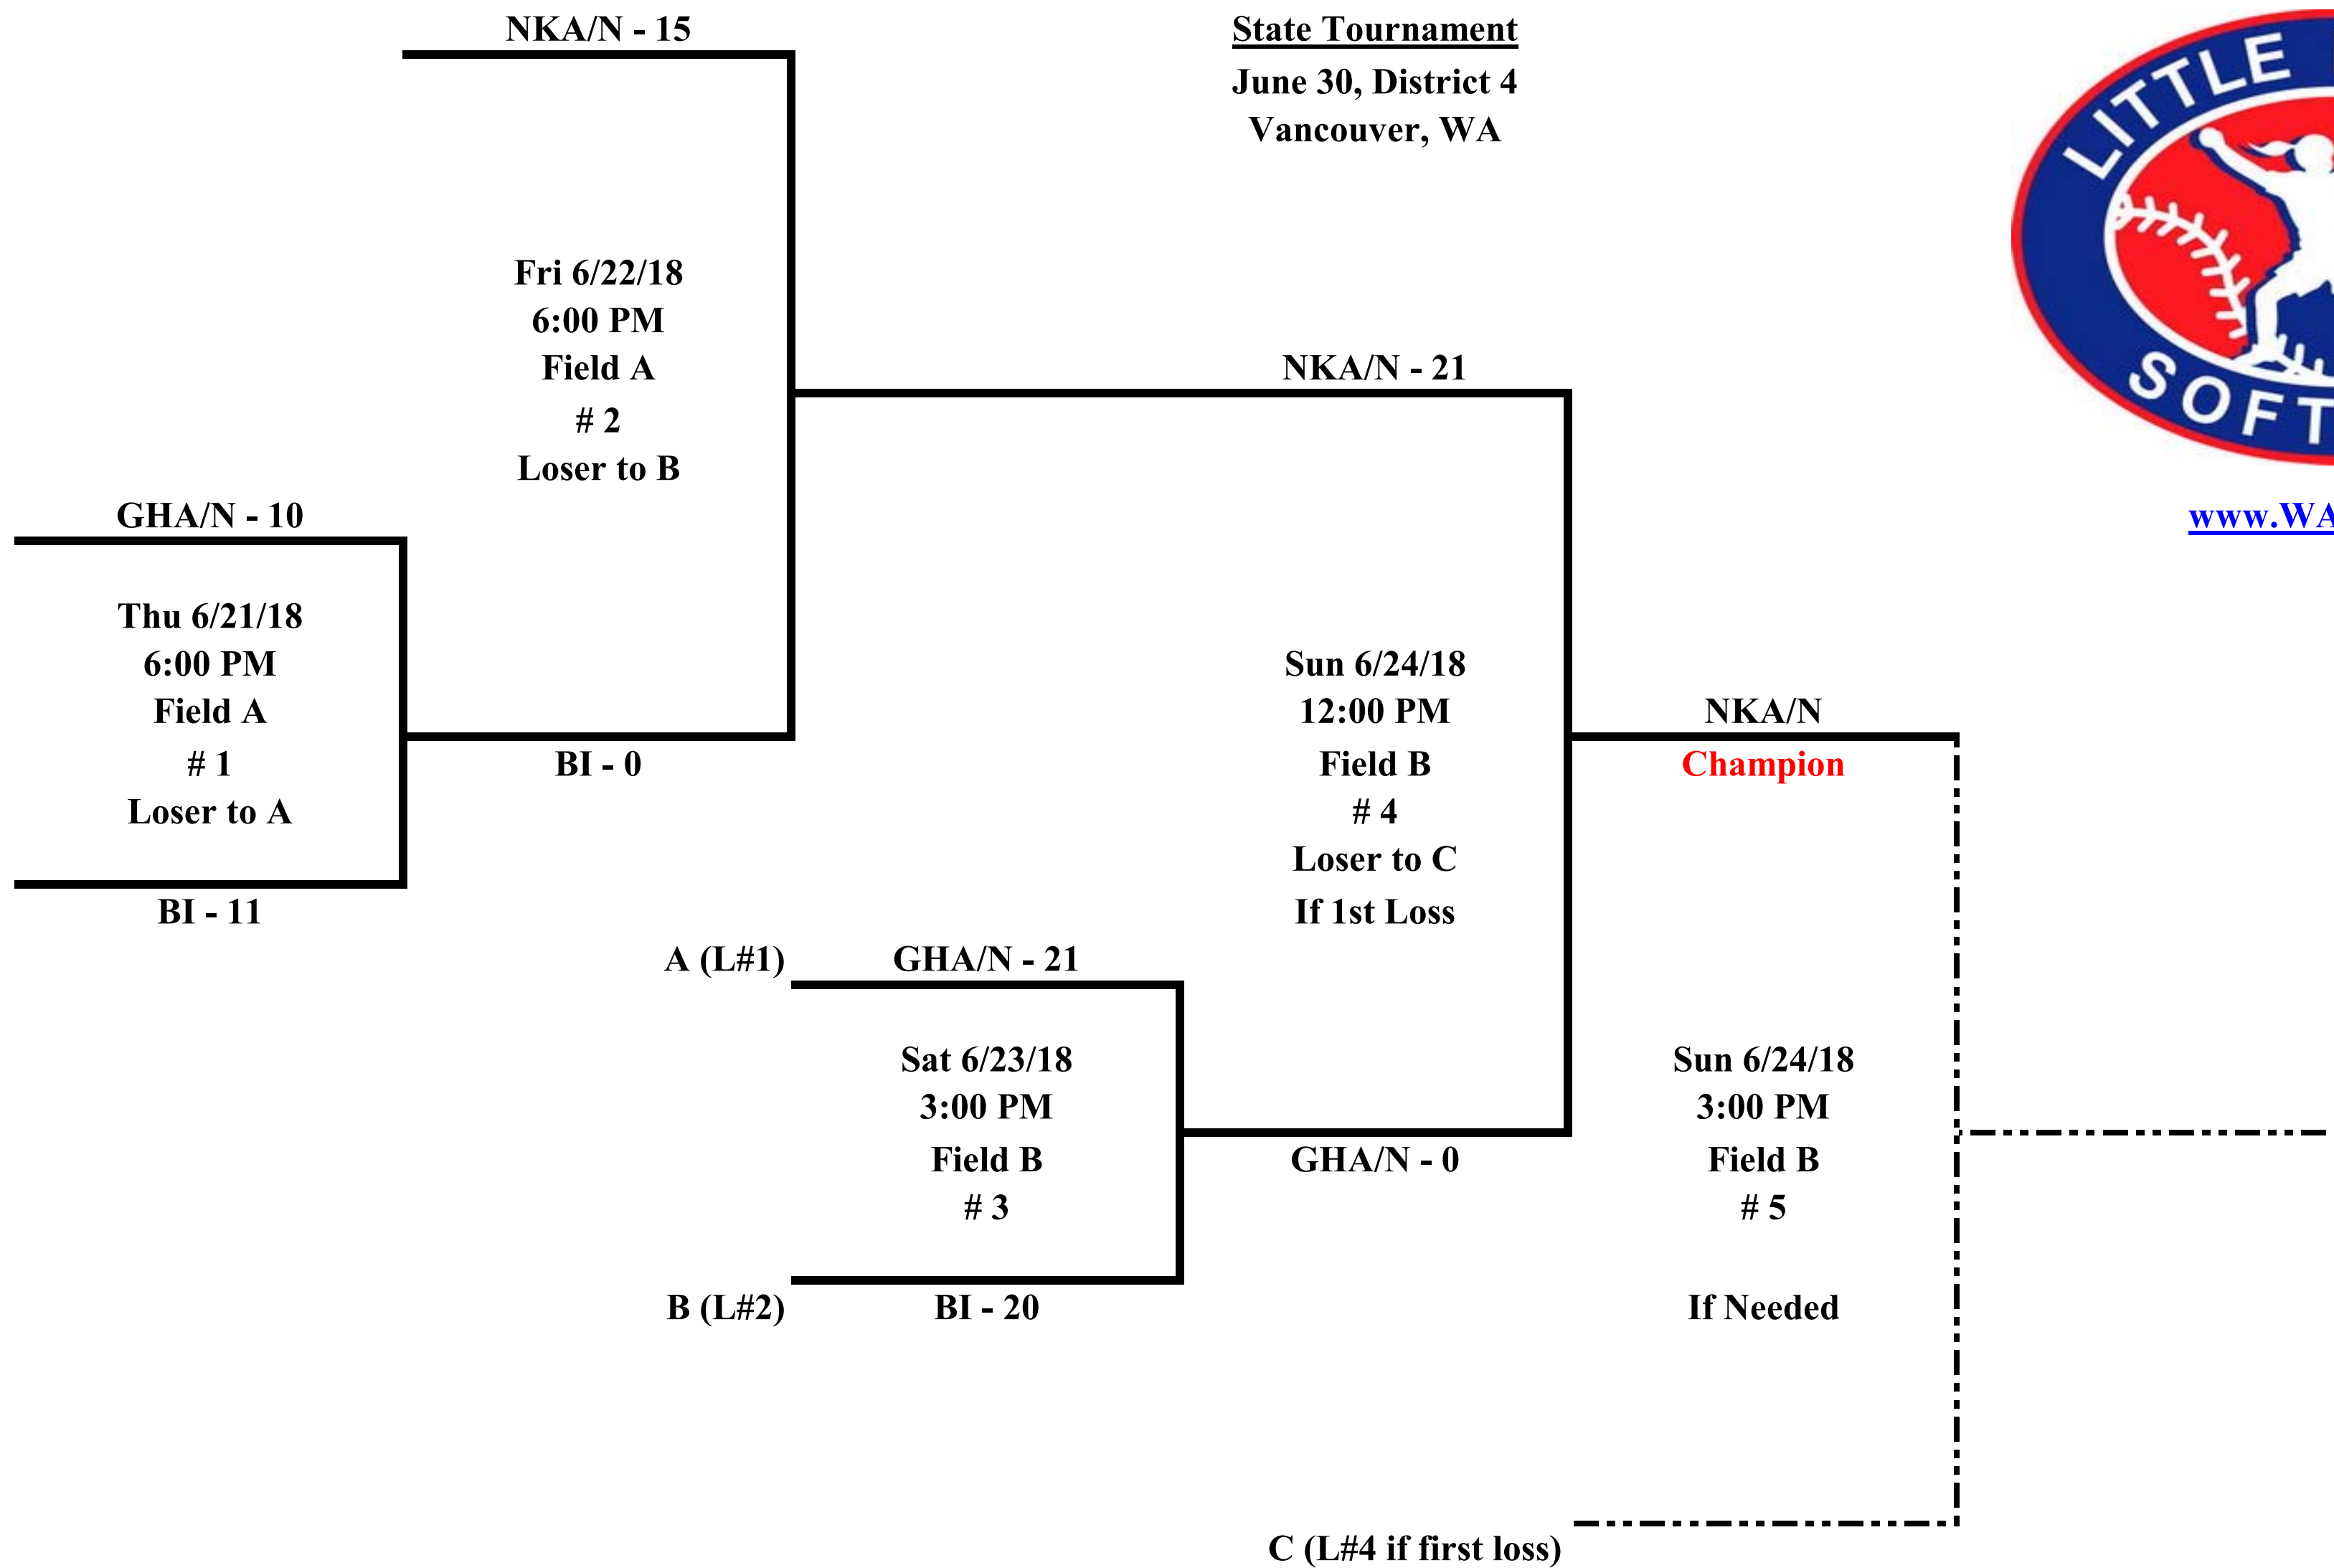 NKA/N - 15
State Tournament
June 30, District 4
Vancouver, WA
LITTLE
SOFT
Fri 6/22/18
6:00 PM
Field A
# 2
Loser to B
NKA/N - 21
www.WA
GHA/N - 10
Thu 6/21/18
6:00 PM
Field A
# 1
Loser to A
BI - 11
BI - 0
Sun 6/24/18
12:00 PM
Field B
# 4
Loser to C
If 1st Loss
NKA/N
Champion
A (L#1)
GHA/N - 21
Sat 6/23/18
3:00 PM
Field B
# 3
B (L#2)
BI - 20
GHA/N - 0
Sun 6/24/18
3:00 PM
Field B
# 5
If Needed
C (L#4 if first loss)